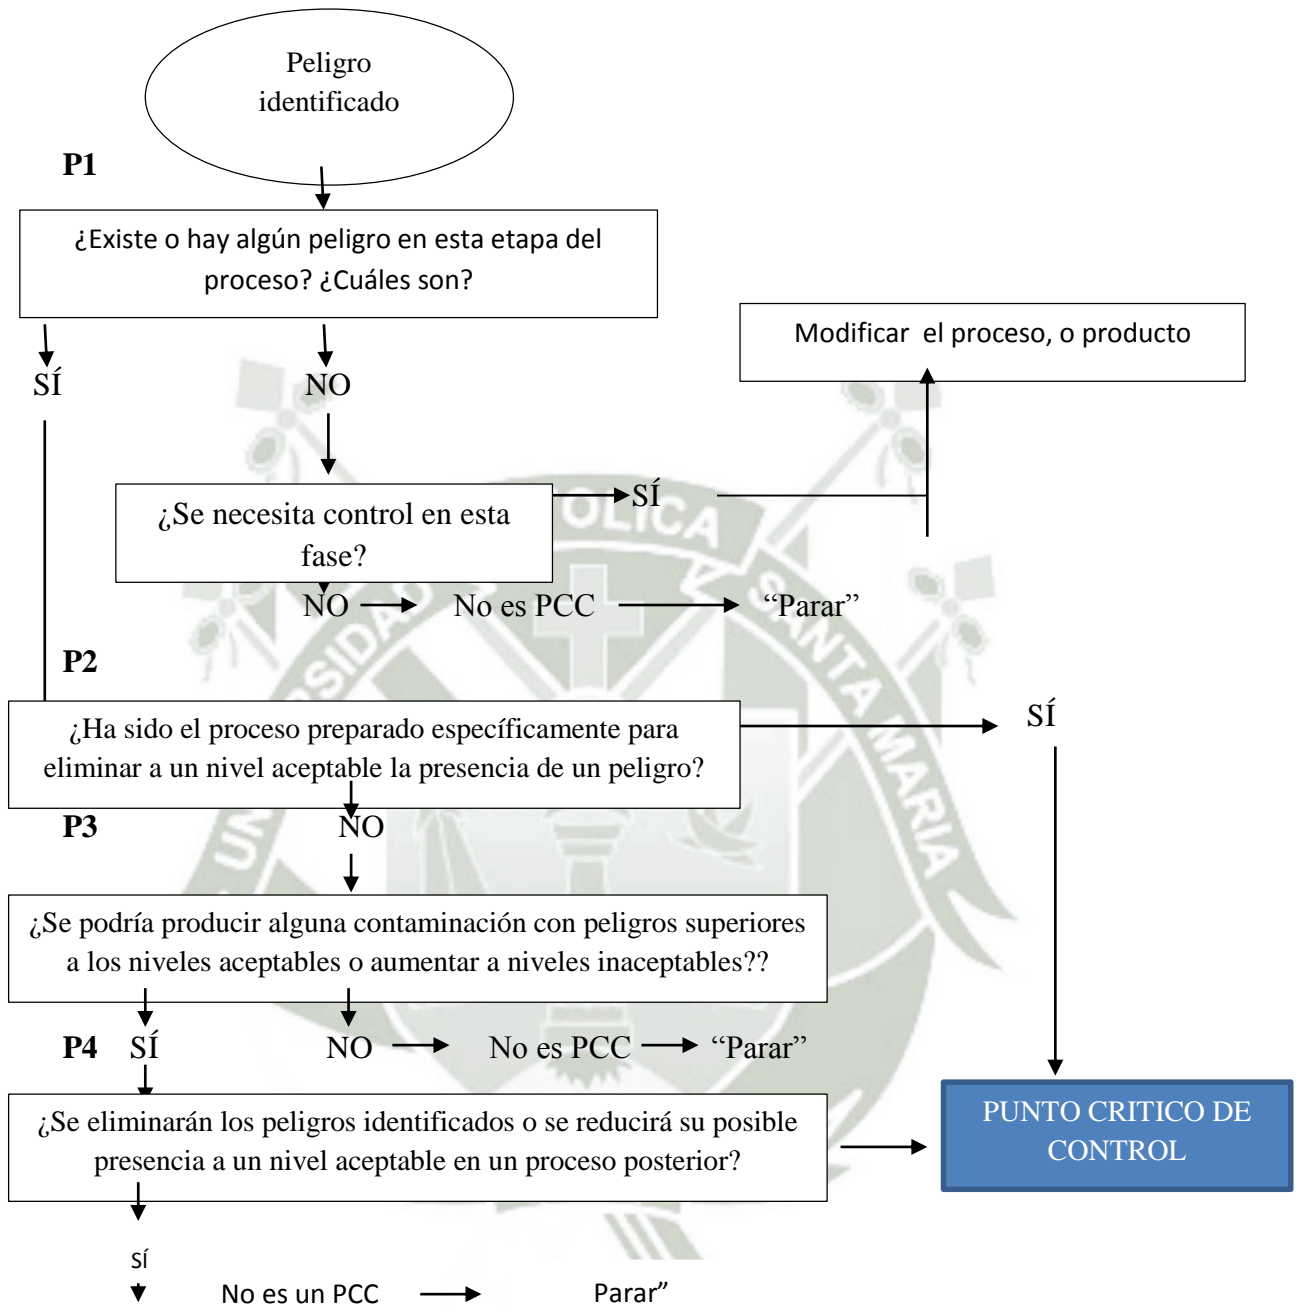 Peligro
identificado
P1
¿Existe o hay algún peligro en esta etapa del
proceso? ¿Cuáles son?
Modificar el proceso, o producto
SÍ
NO
¿Se necesita control en esta
fase?
SÍ
NO
No es PCC
“Parar”
P2
¿Ha sido el proceso preparado específicamente para
eliminar a un nivel aceptable la presencia de un peligro?
SÍ
P3
NO
¿Se podría producir alguna contaminación con peligros superiores
a los niveles aceptables o aumentar a niveles inaceptables??
P4
SÍ
NO
No es PCC
“Parar”
¿Se eliminarán los peligros identificados o se reducirá su posible
presencia a un nivel aceptable en un proceso posterior?
PUNTO CRITICO DE
CONTROL
SÍ
No es un PCC
Parar”
SANTA MARIA